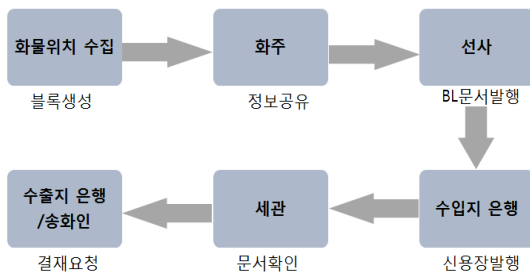 화물위치 수집
블록생성
화주
정보공유
선사
BL문서발행
수입지 은행
신용장발행
세관
문서확인
수출지 은행
/송화인
결재요청